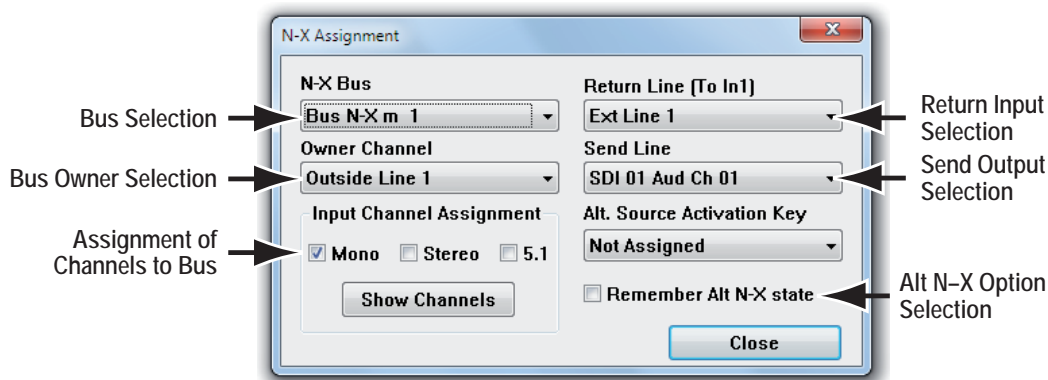 N-X Assignment
N-X Bus
Bus N-X m 1
Owner Channel
Outside Line 1
Input Channel Assignment
Mono Stereo 5.1
Show Channels
Return Line (To In1)
Ext Line 1
Send Line
SDI 01 Aud Ch 01
Alt. Source Activation Key
Not Assigned
Remember Alt N-X state
Close
Bus Selection
Bus Owner Selection
Assignment of
Channels to Bus
Return Input
Selection
Send Output
Selection
Alt N–X Option
Selection